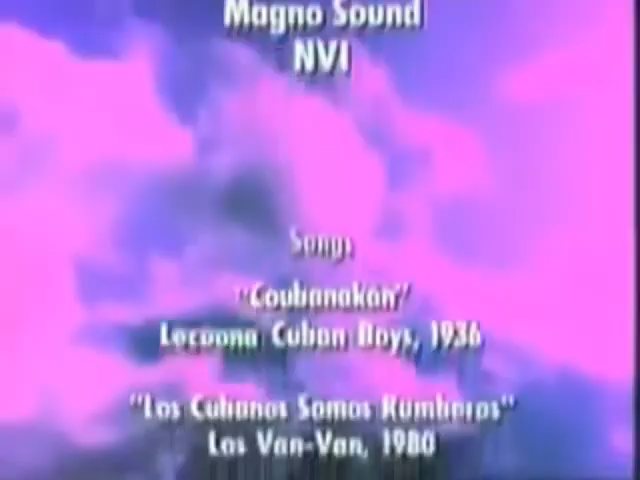 Magno Sound
NVI
Songs
"Coubanakan"
Lecuona Cuban Boys, 1936
"Los Cubanos Somos Rumberos"
Los Van-Van, 1980